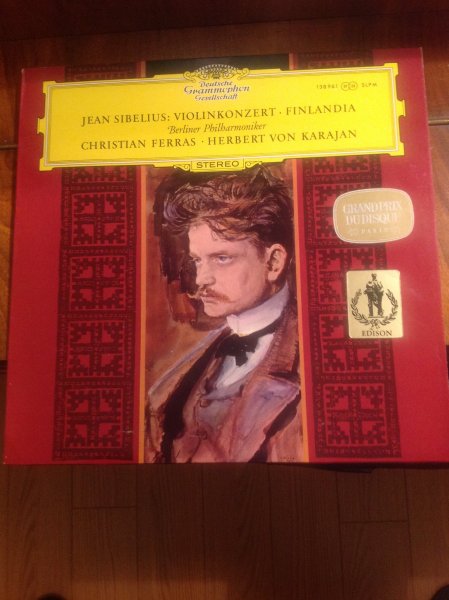 Deutsche
Grammophon
Gesellschaft
138 961 SLPM
JEAN SIBELIUS: VIOLINKONZERT · FINLANDIA
Berliner Philharmoniker
CHRISTIAN FERRAS · HERBERT VON KARAJAN
STEREO
GRAND PRIX
DU DISQUE
PARIS
EDISON